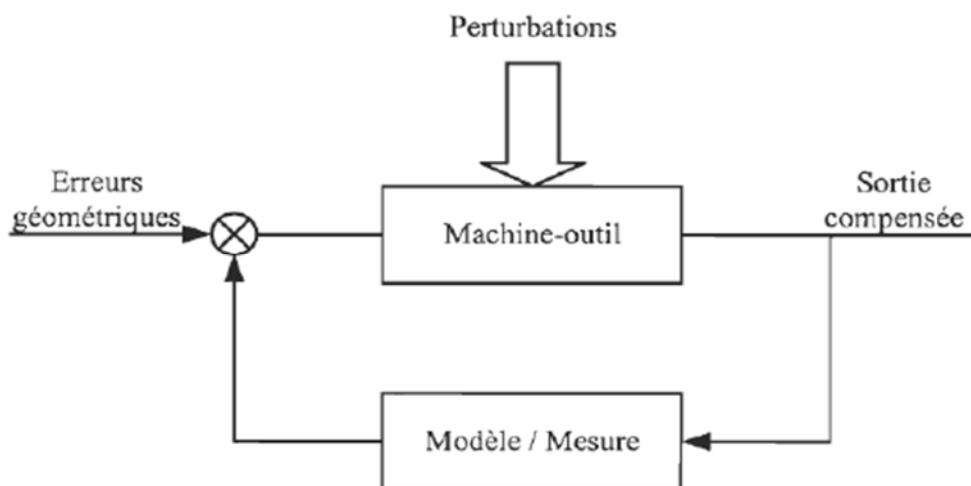 Perturbations
Erreurs
géométriques
Machine-outil
Sortie
compensée
Modèle / Mesure